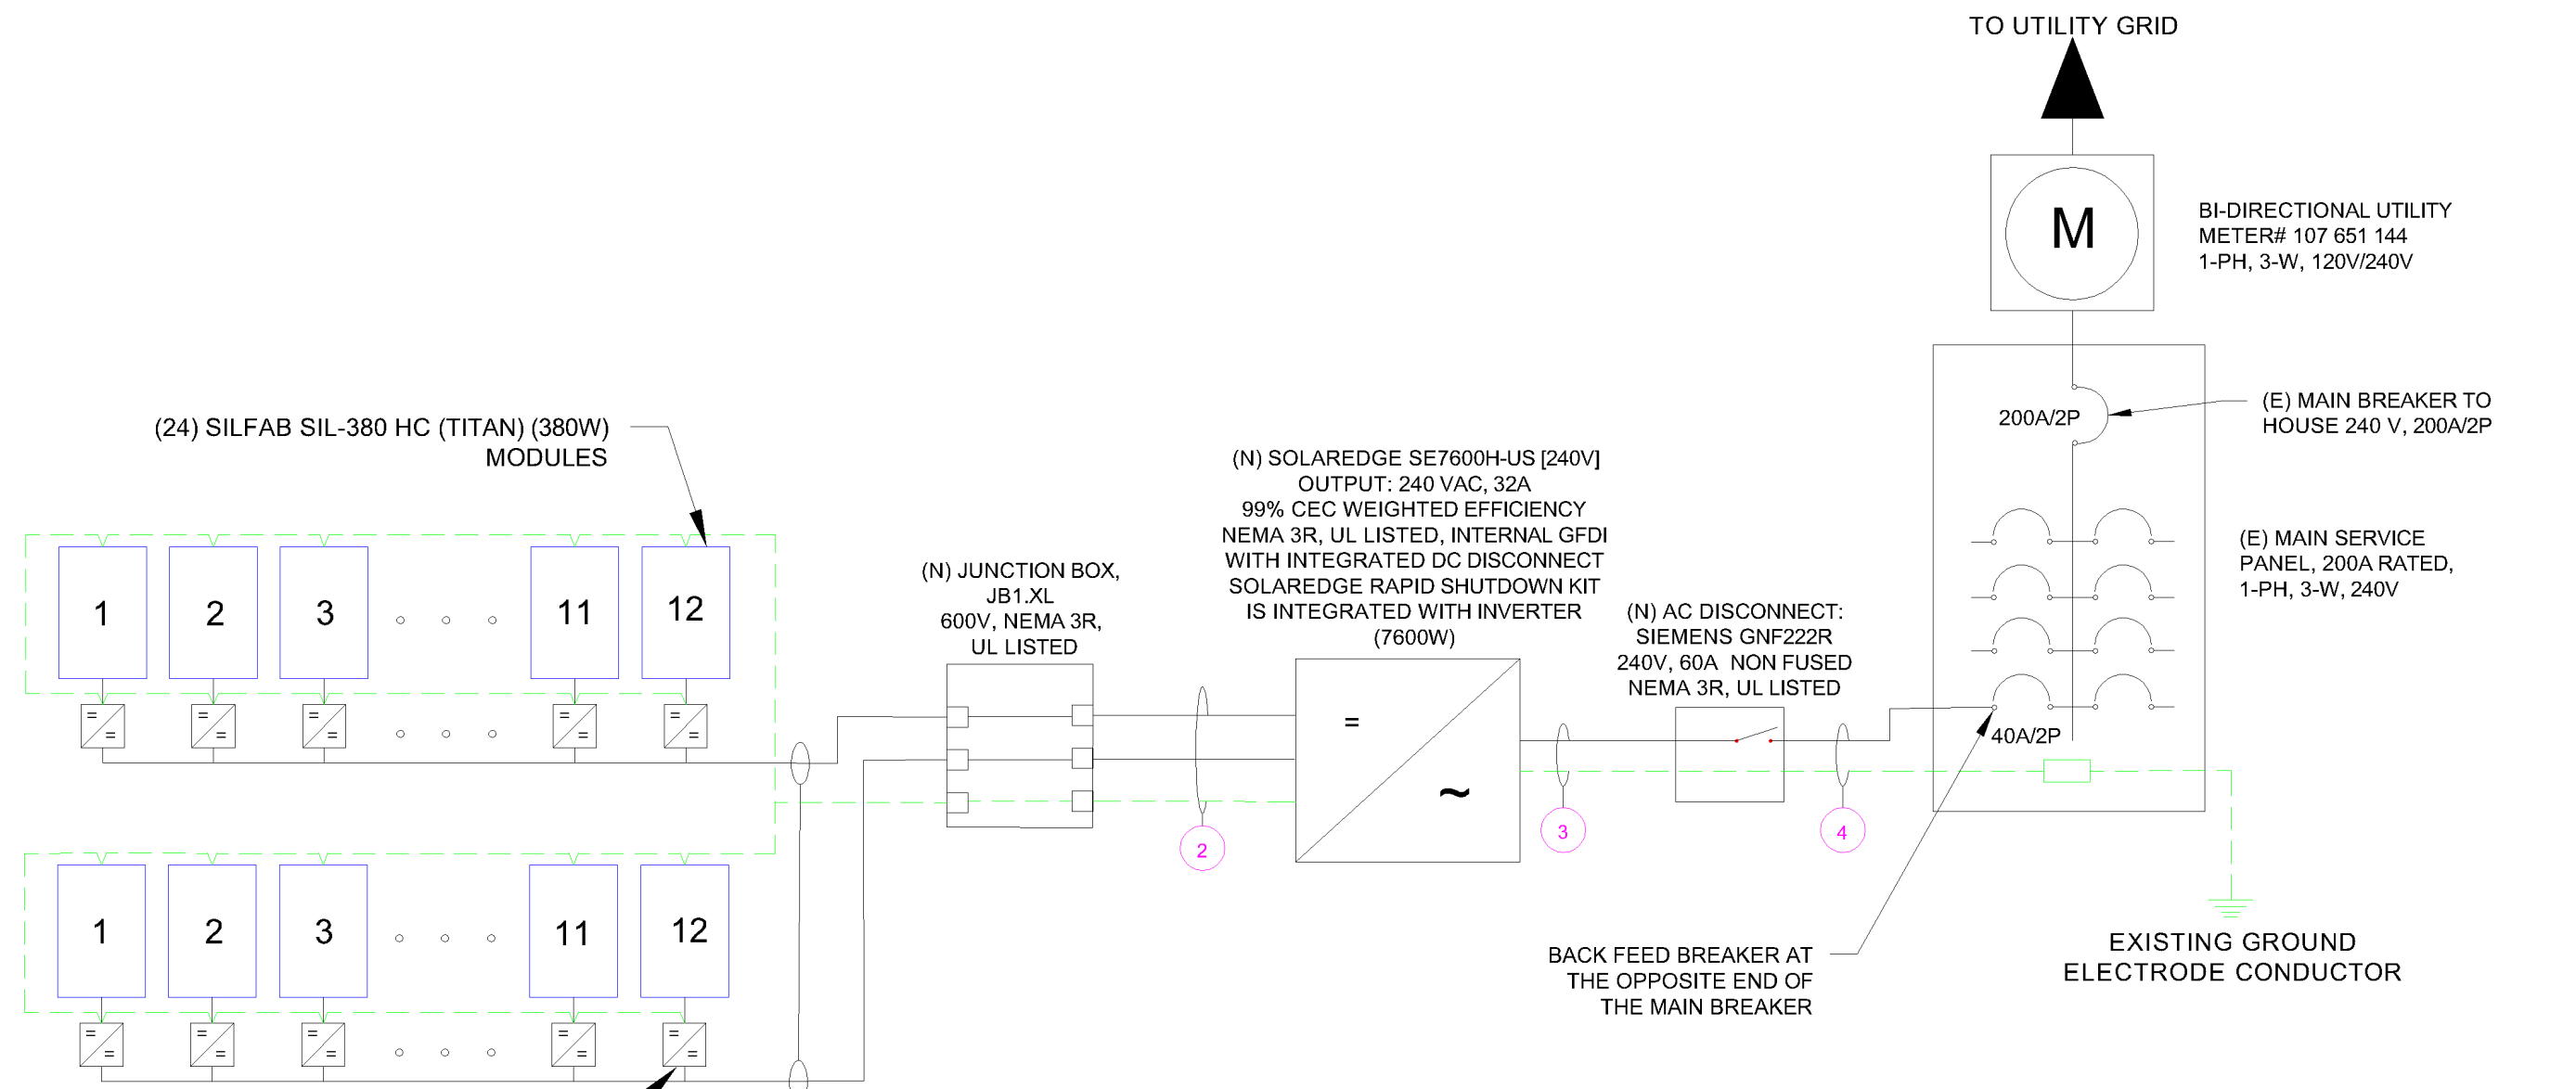 TO UTILITY GRID
M
BI-DIRECTIONAL UTILITY
METER# 107 651 144
1-PH, 3-W, 120V/240V
200A/2P
(E) MAIN BREAKER TO
HOUSE 240 V, 200A/2P
(E) MAIN SERVICE
PANEL, 200A RATED,
1-PH, 3-W, 240V
40A/2P
(24) SILFAB SIL-380 HC (TITAN) (380W)
MODULES
1 2 3 11 12
= = = = =
= = = = =
(N) JUNCTION BOX,
JB1.XL
600V, NEMA 3R,
UL LISTED
2
(N) SOLAREDGE SE7600H-US [240V]
OUTPUT: 240 VAC, 32A
99% CEC WEIGHTED EFFICIENCY
NEMA 3R, UL LISTED, INTERNAL GFDI
WITH INTEGRATED DC DISCONNECT
SOLAREDGE RAPID SHUTDOWN KIT
IS INTEGRATED WITH INVERTER
(7600W)
=
~
3
(N) AC DISCONNECT:
SIEMENS GNF222R
240V, 60A NON FUSED
NEMA 3R, UL LISTED
4
1 2 3 11 12
= = = = =
= = = = =
BACK FEED BREAKER AT
THE OPPOSITE END OF
THE MAIN BREAKER
EXISTING GROUND
ELECTRODE CONDUCTOR